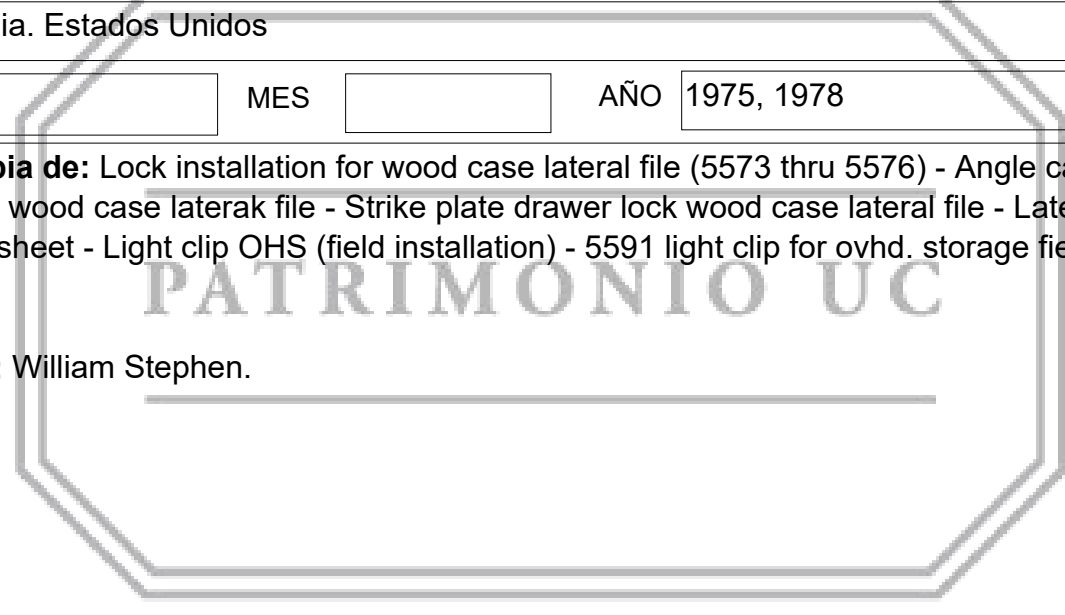 ia. Estados Unidos
MES AÑO 1975, 1978
pia de: Lock installation for wood case lateral file (5573 thru 5576) - Angle ca
wood case laterak file - Strike plate drawer lock wood case lateral file - Late
sheet - Light clip OHS (field installation) - 5591 light clip for ovhd. storage fie
PATRIMONIO UC
: William Stephen.